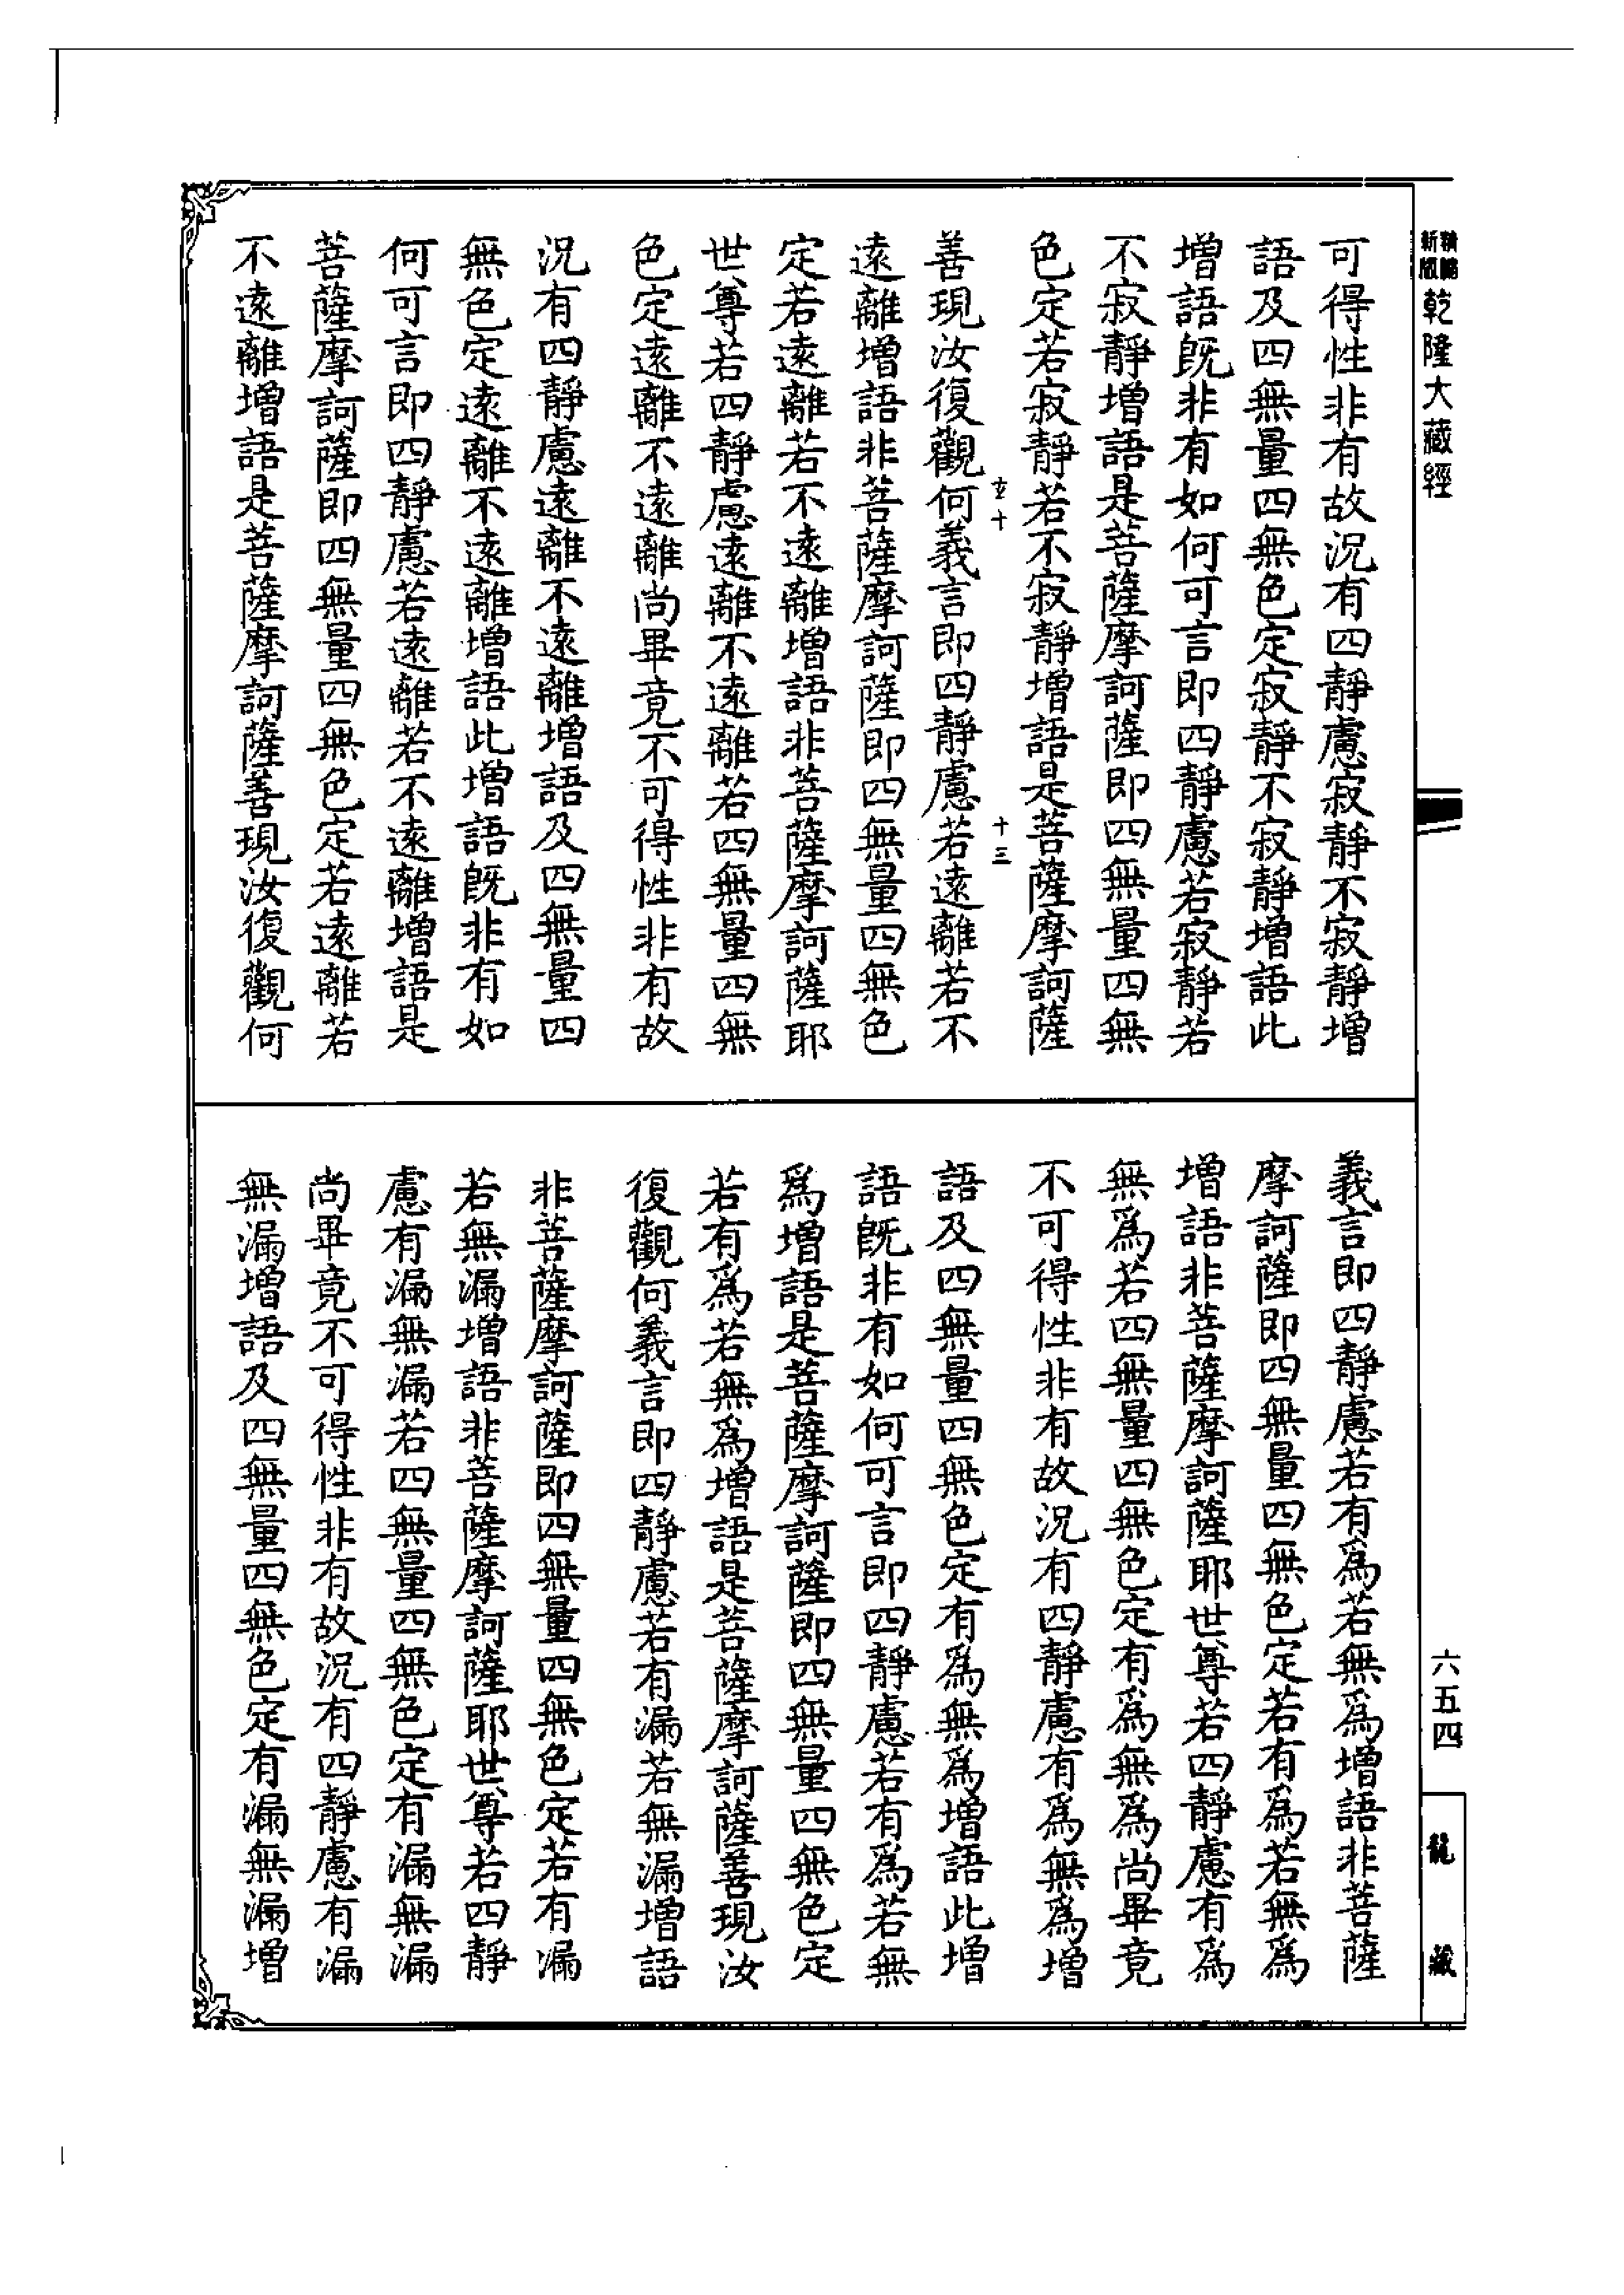 新版
精編
乾隆大藏經
六五四
龍藏
可得性非有故況有四靜慮寂靜不寂靜增
語及四無量四無色定寂靜不寂靜增語此
增語旣非有如何可言即四靜慮若寂靜若
不寂靜增語是菩薩摩訶薩即四無量四無
色定若寂靜若不寂靜增語是菩薩摩訶薩
玄十
十三
善現汝復觀何義言即四靜慮若遠離若不
遠離增語非菩薩摩訶薩即四無量四無色
定若遠離若不遠離增語非菩薩摩訶薩耶
世尊若四靜慮遠離不遠離若四無量四無
色定遠離不遠離尚畢竟不可得性非有故
況有四靜慮遠離不遠離增語及四無量四
無色定遠離不遠離增語此增語旣非有如
何可言即四靜慮若遠離若不遠離增語是
菩薩摩訶薩即四無量四無色定若遠離若
不遠離增語是菩薩摩訶薩善現汝復觀何
義言即四靜慮若有爲若無爲增語非菩薩
摩訶薩即四無量四無色定若有爲若無爲
增語非菩薩摩訶薩耶世尊若四靜慮有爲
無爲若四無量四無色定有爲無爲尚畢竟
不可得性非有故況有四靜慮有爲無爲增
語及四無量四無色定有爲無爲增語此增
語旣非有如何可言即四靜慮若有爲若無
爲增語是菩薩摩訶薩即四無量四無色定
若有爲若無爲增語是菩薩摩訶薩善現汝
復觀何義言即四靜慮若有漏若無漏增語
非菩薩摩訶薩即四無量四無色定若有漏
若無漏增語非菩薩摩訶薩耶世尊若四靜
慮有漏無漏若四無量四無色定有漏無漏
尚畢竟不可得性非有故況有四靜慮有漏
無漏增語及四無量四無色定有漏無漏增